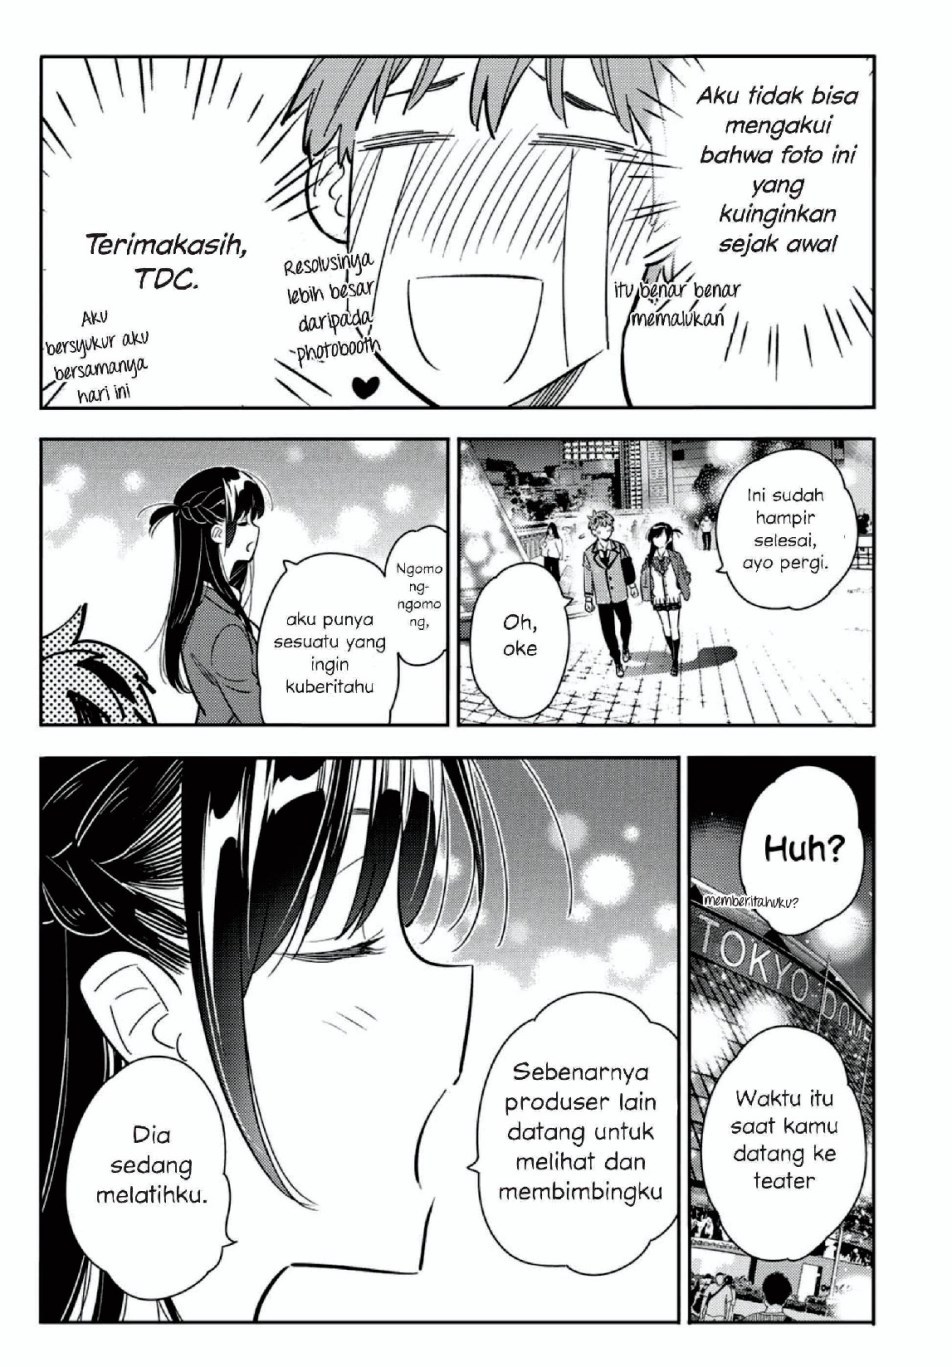 Aku tidak bisa
mengakui
bahwa foto ini
yang
kuinginkan
sejak awal
itu benar benar
memalukan
Resolusinya
lebih besar
daripada
photobooth
Terimakasih,
TDC.
Aku
bersyukur aku
bersamanya
hari ini
Ini sudah
hampir
selesai,
ayo pergi.
Oh,
oke
Ngomo
ng-
ngomo
ng,
aku punya
sesuatu yang
ingin
kuberitahu
Huh?
memberitahuku?
TOKYO DOME
Waktu itu
saat kamu
datang ke
teater
Sebenarnya
produser lain
datang untuk
melihat dan
membimbingku
Dia
sedang
melatihku.